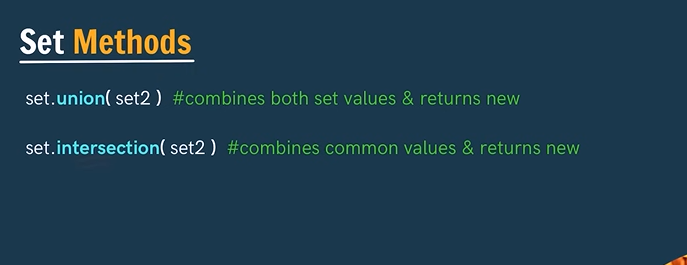 Set Methods
set.union( set2 ) #combines both set values & returns new
set.intersection( set2 ) #combines common values & returns new